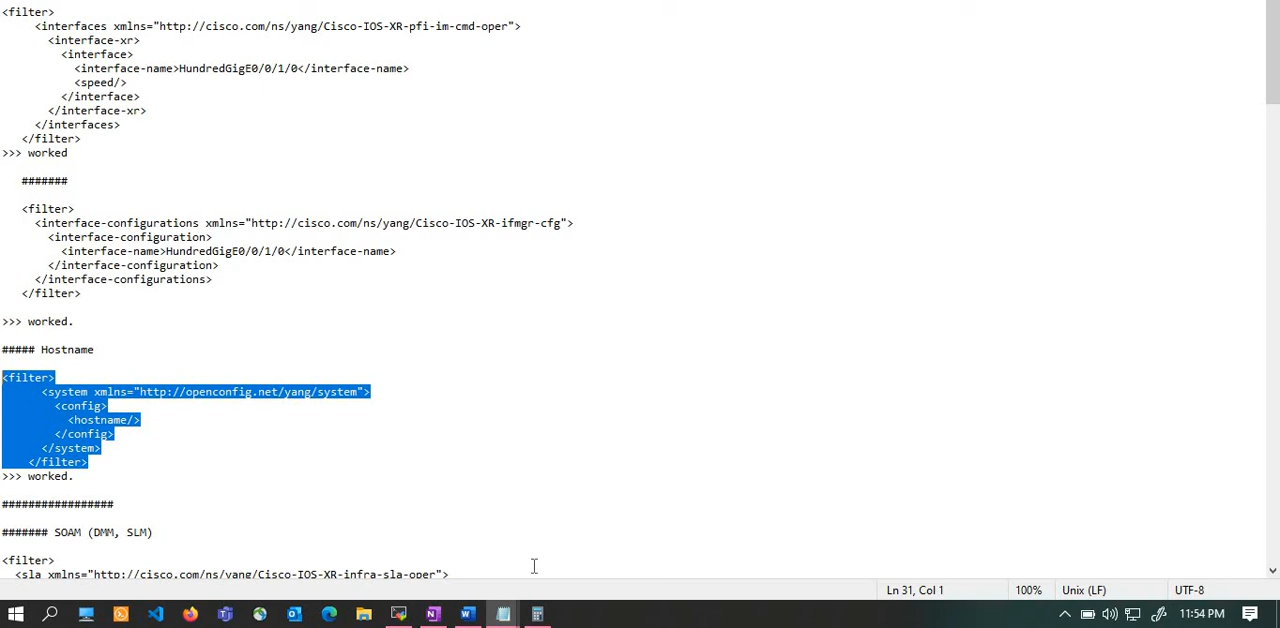 <filter>
<interfaces xmlns="http://cisco.com/ns/yang/Cisco-IOS-XR-pfi-im-cmd-oper">
<interface-xr>
<interface>
<interface-name>HundredGigE0/0/1/0</interface-name>
<speed/>
</interface>
</interface-xr>
</interfaces>
</filter>
>>> worked
#######
<filter>
<interface-configurations xmlns="http://cisco.com/ns/yang/Cisco-IOS-XR-ifmgr-cfg">
<interface-configuration>
<interface-name>HundredGigE0/0/1/0</interface-name>
</interface-configuration>
</interface-configurations>
</filter>
>>> worked.
##### Hostname
<filter>
<system xmlns="http://openconfig.net/yang/system">
<config>
<hostname/>
</config>
</system>
</filter>
>>> worked.
#################
####### SOAM (DMM, SLM)
<filter>
<sla xmlns="http://cisco.com/ns/yang/Cisco-IOS-XR-infra-sla-oper">
Ln 31, Col 1
100%
Unix (LF)
UTF-8
11:54 PM